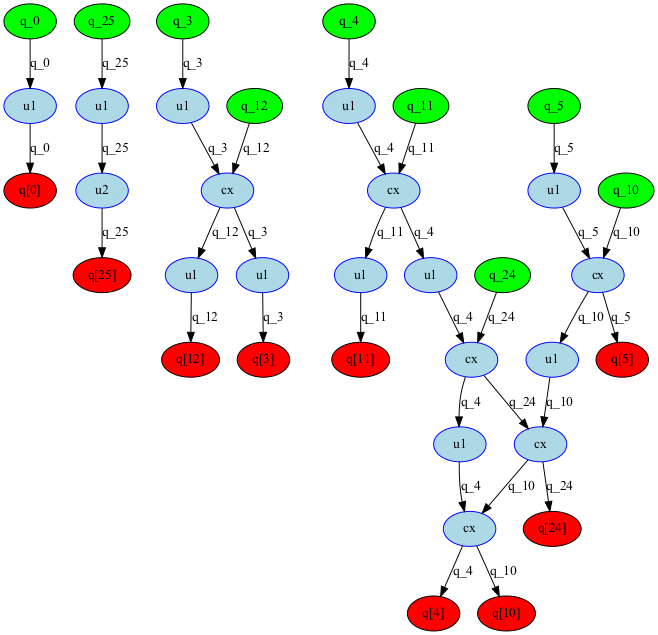 q_0 q_25 q_3 q_4
q_0 q_25 q_3 q_4
u1 u1 u1 q_12 u1 q_11 q_5
q_0 q_25 q_3 q_12 q_4 q_11 q_5
q[0] u2 cx cx u1 q_10
q_25 q_12 q_3 q_11 q_4 q_5 q_10
q[25] u1 u1 u1 u1 q_24 cx
q_12 q_3 q_11 q_4 q_24 q_10 q_5
q[12] q[3] q[11] cx u1 q[5]
q_4 q_24 q_10
u1 cx
q_4 q_10 q_24
cx q[24]
q_4 q_10
q[4] q[10]